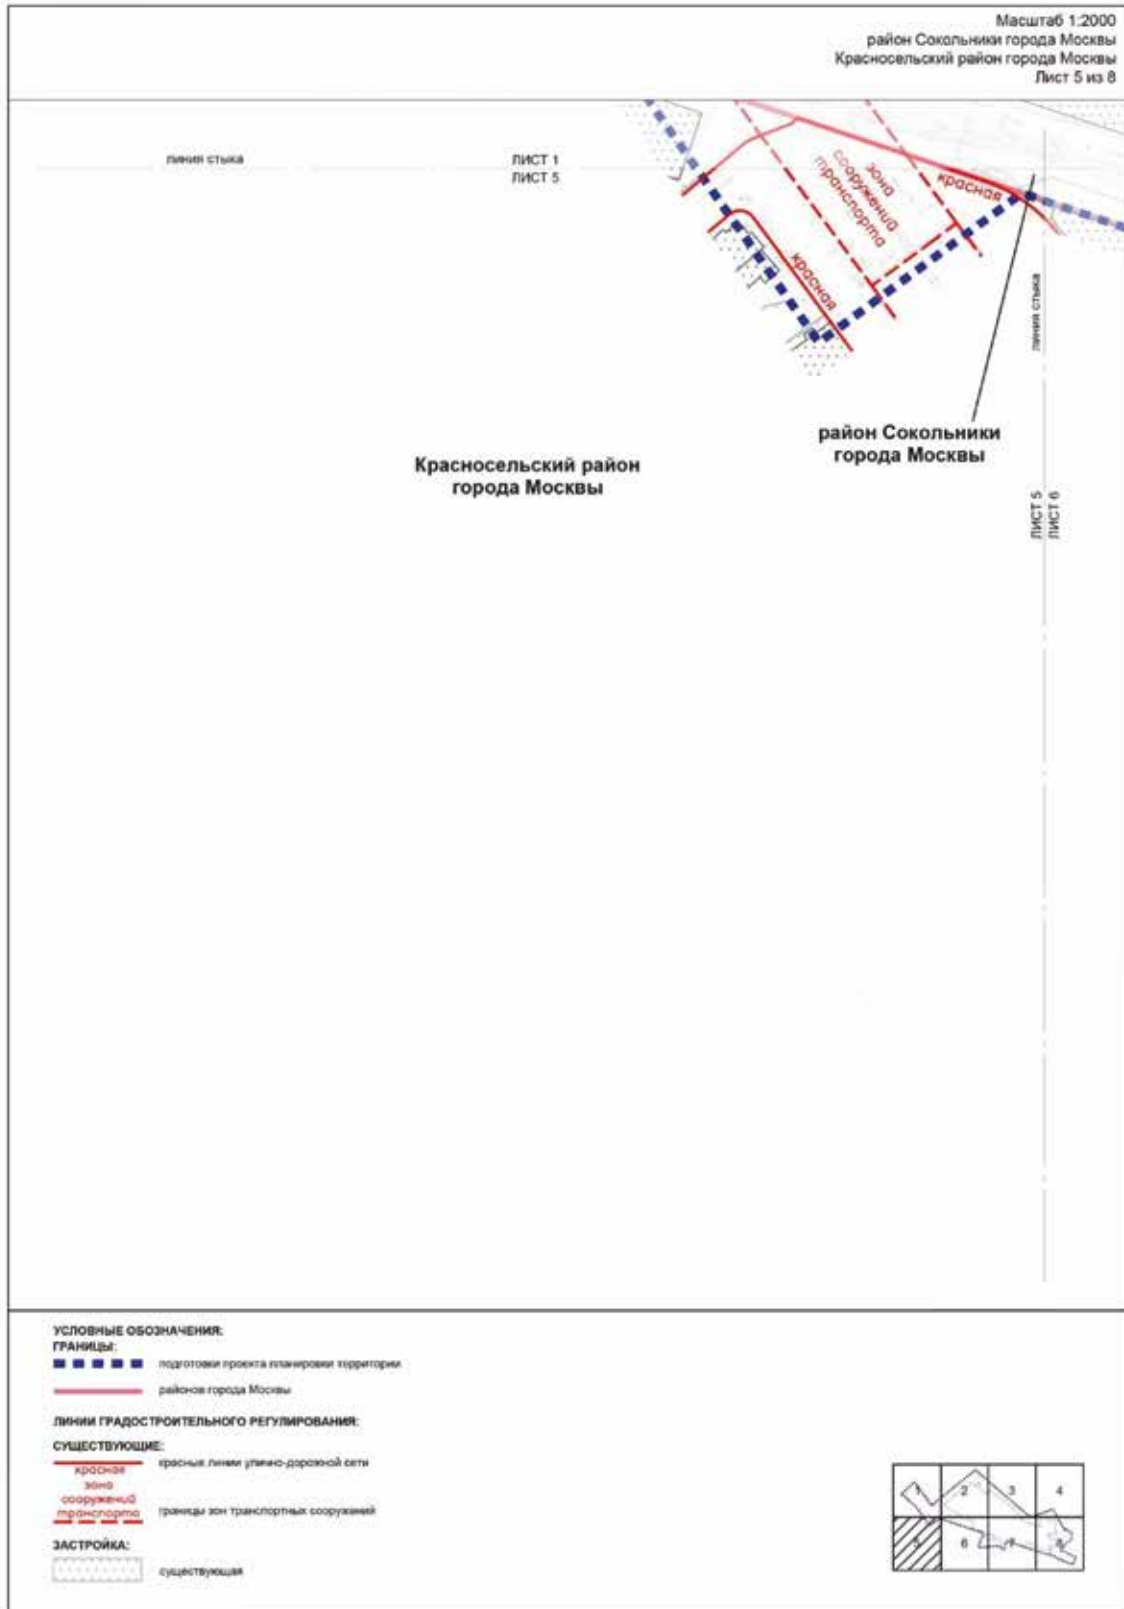 Масштаб 1:2000
район Сокольники города Москвы
Красносельский район города Москвы
Лист 5 из 8
линия стыка
ЛИСТ 1
ЛИСТ 5
зона
сооружений
транспорта
красная
красная
линия стыка
район Сокольники
города Москвы
Красносельский район
города Москвы
ЛИСТ 5
ЛИСТ 6
УСЛОВНЫЕ ОБОЗНАЧЕНИЯ:
ГРАНИЦЫ:
подготовки проекта планировки территории
районов города Москвы
ЛИНИИ ГРАДОСТРОИТЕЛЬНОГО РЕГУЛИРОВАНИЯ:
СУЩЕСТВУЮЩИЕ:
красная
красные линии улично-дорожной сети
зона
сооружений
транспорта
границы зон транспортных сооружений
ЗАСТРОЙКА:
существующая
1 2 3 4
5 6 7 8